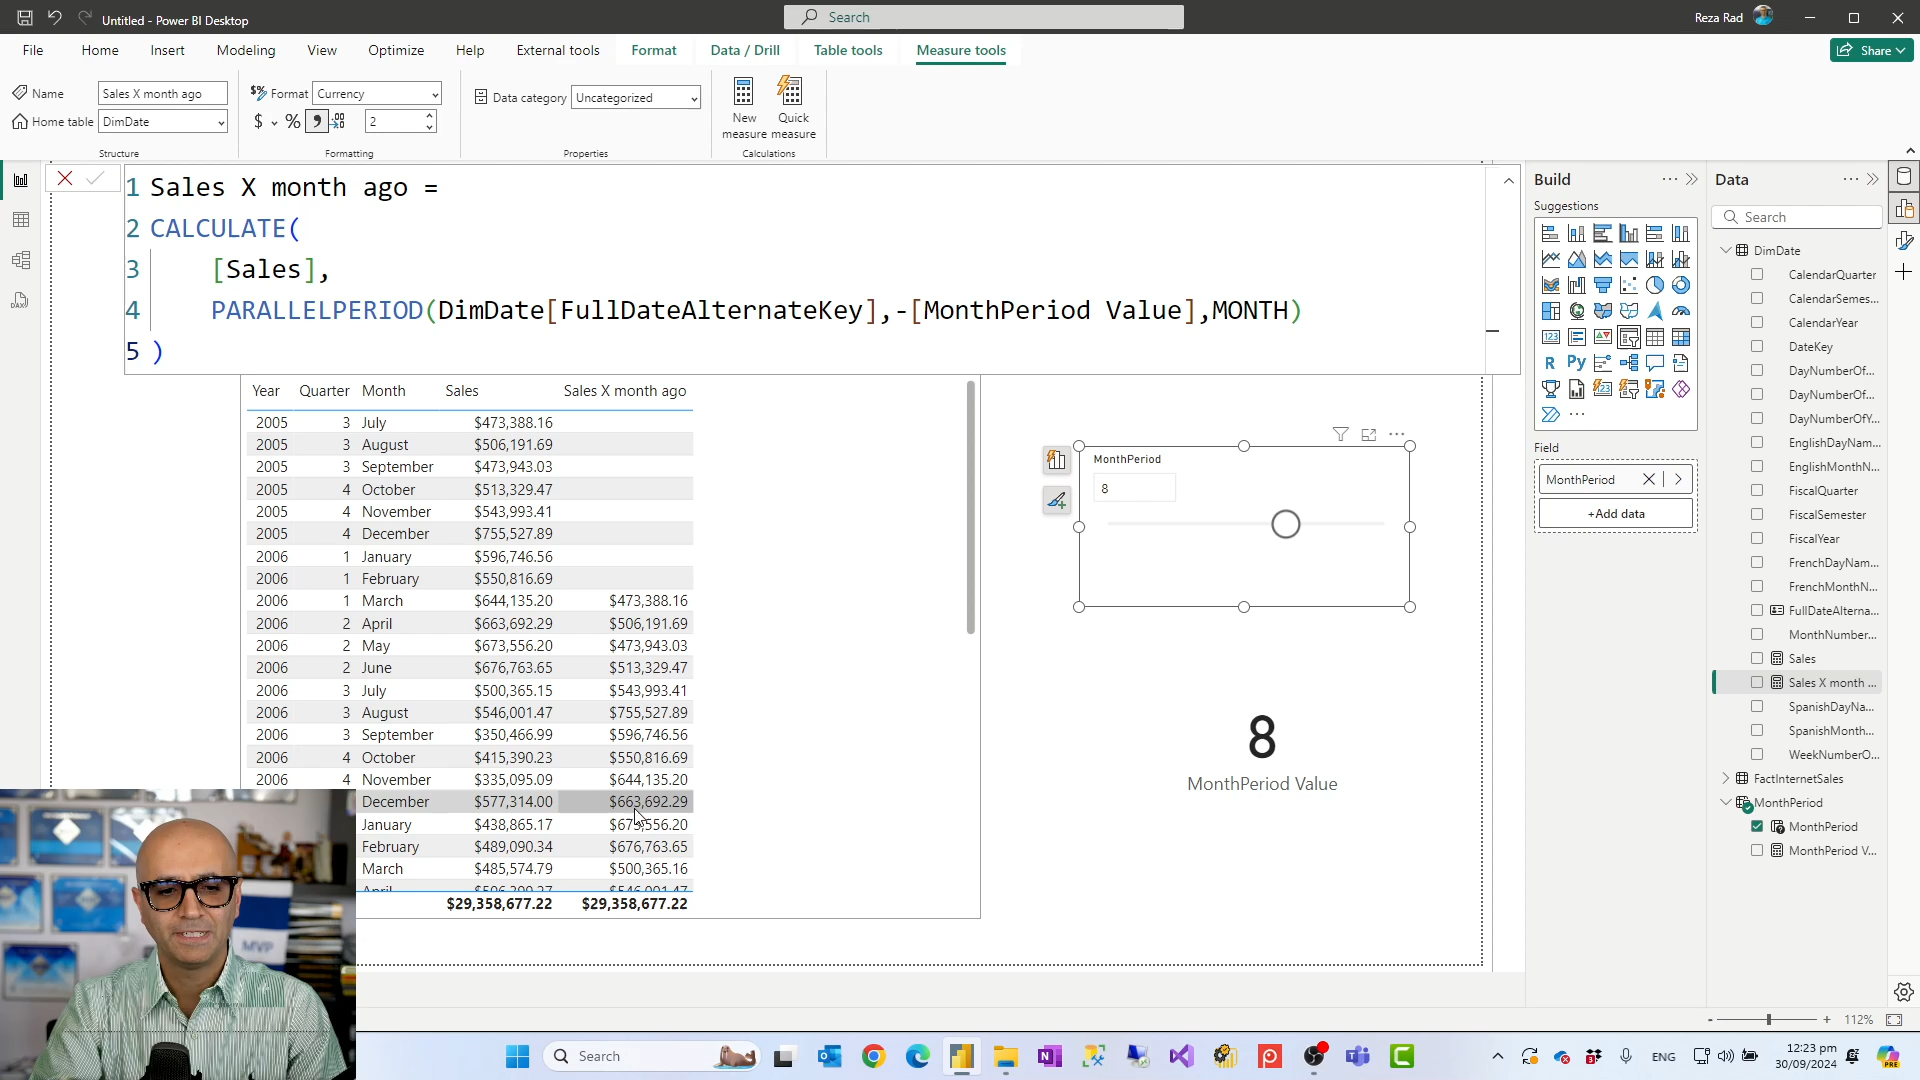 Untitled - Power BI Desktop
Search
Reza Rad
File
Home
Insert
Modeling
View
Optimize
Help
External tools
Format
Data / Drill
Table tools
Measure tools
Share
Name
Sales X month ago
Home table
DimDate
Structure
Format
Currency
$
%
2
Formatting
Data category
Uncategorized
Properties
New measure
Quick measure
Calculations
1 Sales X month ago =
2 CALCULATE(
3 [Sales],
4 PARALLELPERIOD(DimDate[FullDateAlternateKey],-[MonthPeriod Value],MONTH)
5 )
Year Quarter Month Sales Sales X month ago
2005 3 July $473,388.16
2005 3 August $506,191.69
2005 3 September $473,943.03
2005 4 October $513,329.47
2005 4 November $543,993.41
2005 4 December $755,527.89
2006 1 January $596,746.56
2006 1 February $550,816.69
2006 1 March $644,135.20 $473,388.16
2006 2 April $663,692.29 $506,191.69
2006 2 May $673,556.20 $473,943.03
2006 2 June $676,763.65 $513,329.47
2006 3 July $500,365.15 $543,993.41
2006 3 August $546,001.47 $755,527.89
2006 3 September $350,466.99 $596,746.56
2006 4 October $415,390.23 $550,816.69
2006 4 November $335,095.09 $644,135.20
December $577,314.00 $663,692.29
January $438,865.17 $673,556.20
February $489,090.34 $676,763.65
March $485,574.79 $500,365.16
$29,358,677.22 $29,358,677.22
MonthPeriod
8
8
MonthPeriod Value
MVP
Build
Suggestions
123
R
Py
Field
MonthPeriod
+Add data
Data
Search
DimDate
CalendarQuarter
CalendarSemes...
CalendarYear
DateKey
DayNumberOf...
DayNumberOf...
DayNumberOfY...
EnglishDayNam...
EnglishMonthN...
FiscalQuarter
FiscalSemester
FiscalYear
FrenchDayNam...
FrenchMonthN...
FullDateAlterna...
MonthNumber...
Sales
Sales X month ...
SpanishDayNa...
SpanishMonth...
WeekNumberO...
FactInternetSales
MonthPeriod
MonthPeriod
MonthPeriod V...
- + 112%
Search
ENG
12:23 pm
30/09/2024
PRE